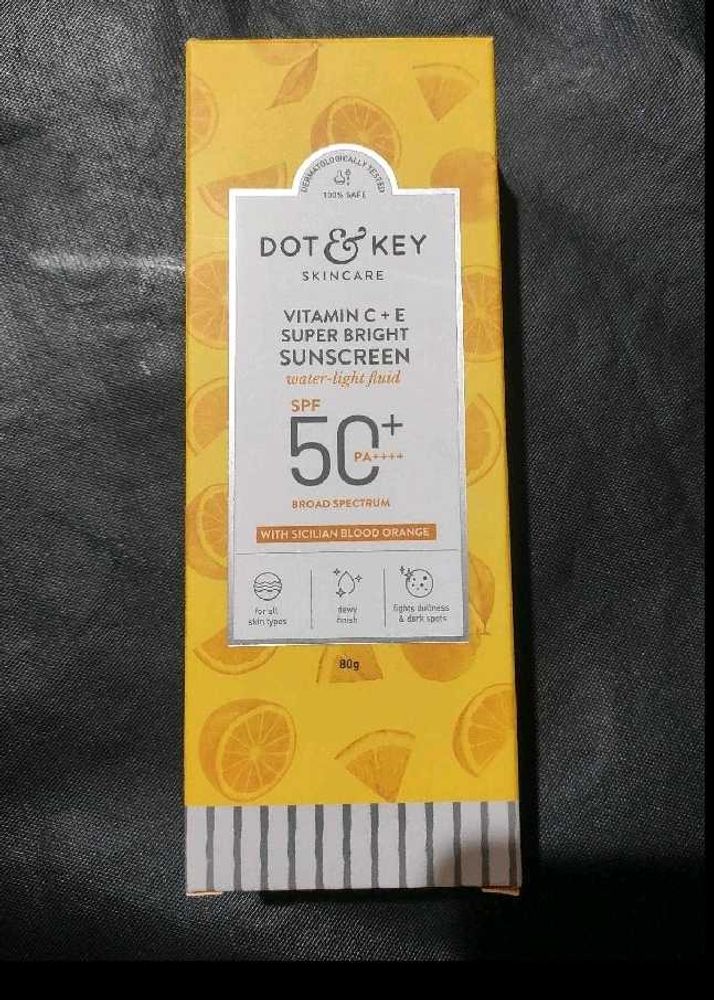 DERMATOLOGICALLY TESTED
100% SAFE
DOT & KEY
SKINCARE
VITAMIN C + E
SUPER BRIGHT
SUNSCREEN
water-light fluid
SPF
50+
PA++++
BROAD SPECTRUM
WITH SICILIAN BLOOD ORANGE
for all
skin types
dewy
finish
fights dullness
& dark spots
80g